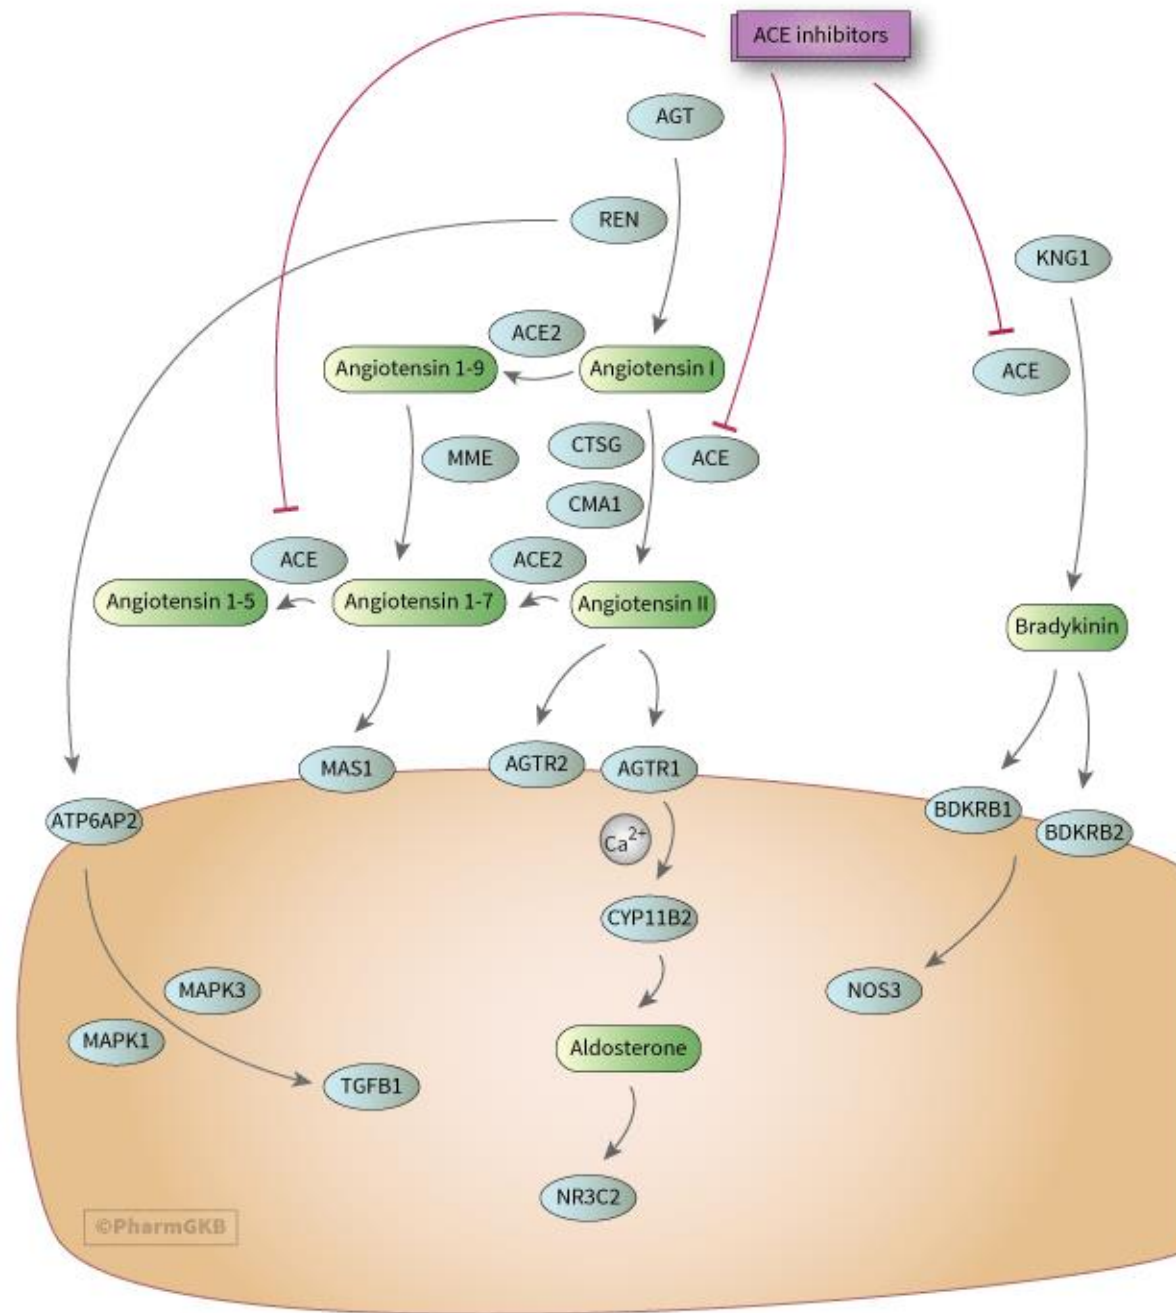 ACE inhibitors
AGT
REN
KNG1
ACE2
Angiotensin 1-9
Angiotensin I
ACE
CTSG
MME
ACE
CMA1
ACE
ACE2
Angiotensin 1-5
Angiotensin 1-7
Angiotensin II
Bradykinin
MAS1
AGTR2
AGTR1
ATP6AP2
BDKRB1
BDKRB2
Ca2+
CYP11B2
MAPK3
NOS3
MAPK1
Aldosterone
TGFB1
NR3C2
©PharmGKB